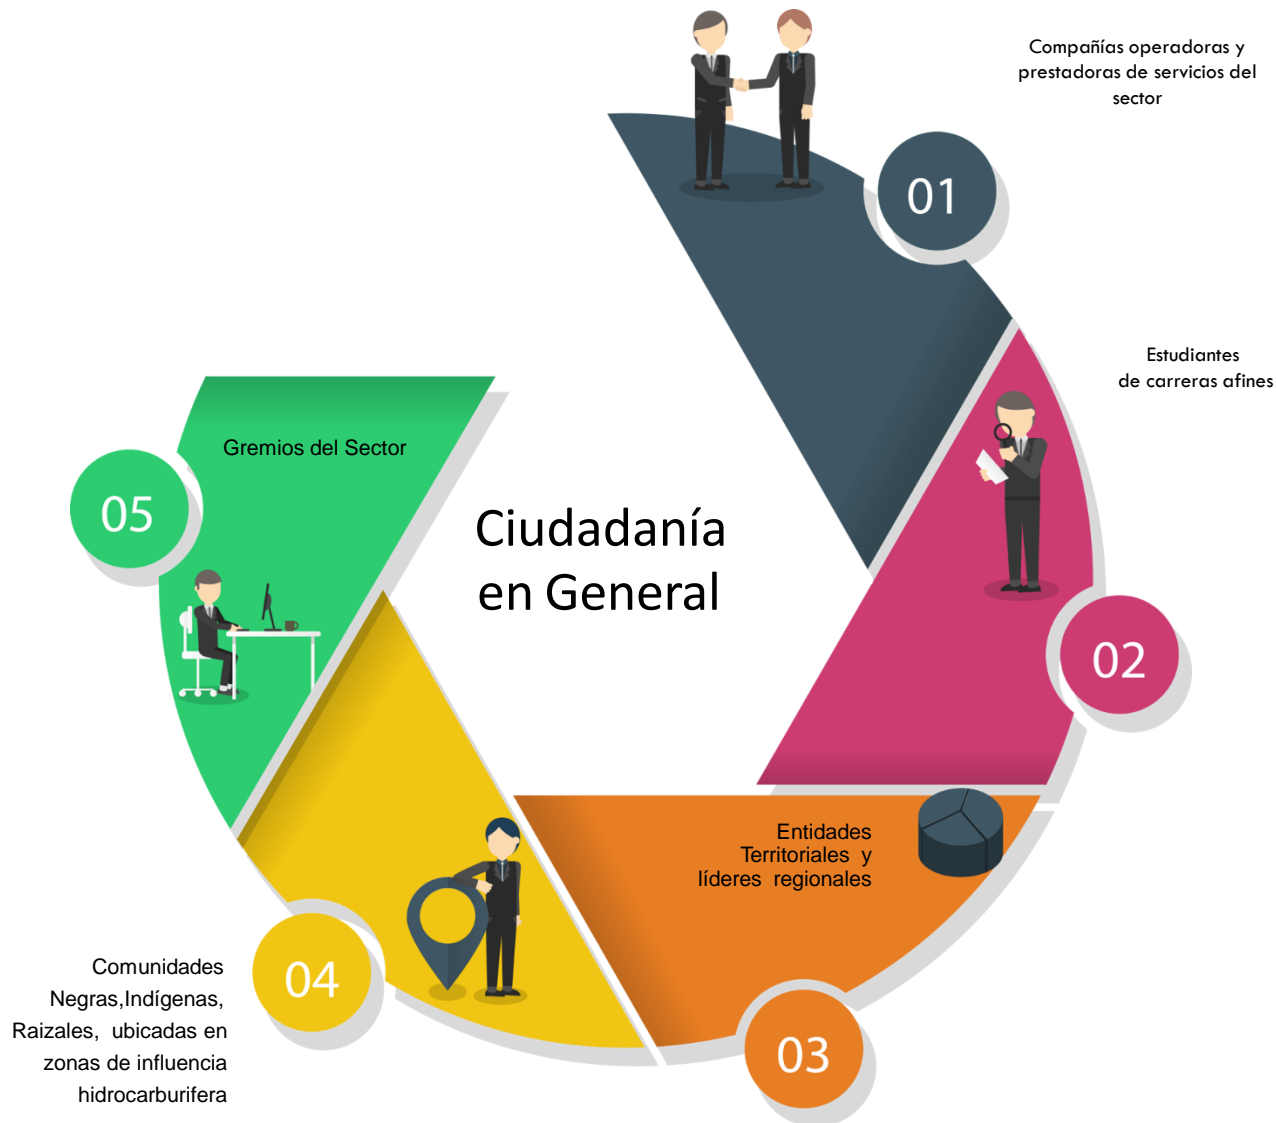 Compañías operadoras y
prestadoras de servicios del
sector
01
Estudiantes
de carreras afines
02
Entidades
Territoriales y
líderes regionales
03
Comunidades
Negras,Indígenas,
Raizales, ubicadas en
zonas de influencia
hidrocarburifera
04
Gremios del Sector
05
Ciudadanía
en General